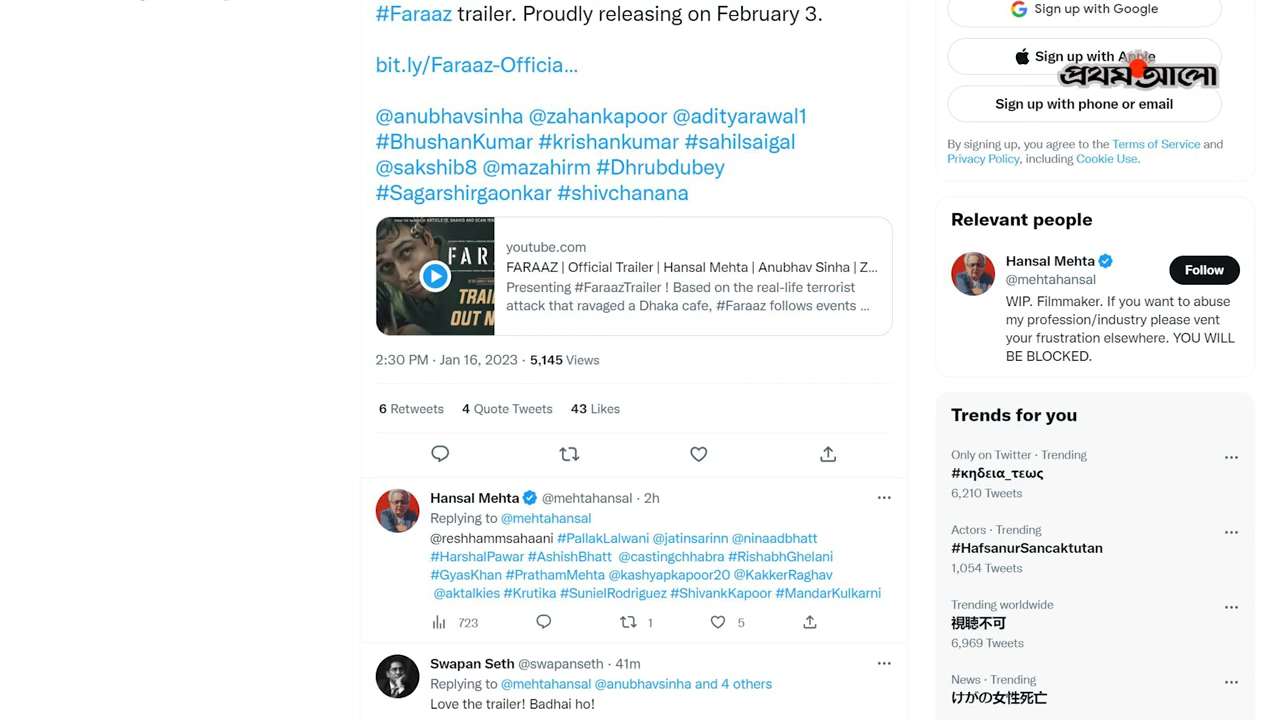 #Faraaz trailer. Proudly releasing on February 3.
bit.ly/Faraaz-Officia...
@anubhavsinha @zahankapoor @adityarawal1
#BhushanKumar #krishankumar #sahilsaigal
@sakshib8 @mazahirm #Dhrubdubey
#Sagarshirgaonkar #shivchanana
FAR
TRAI
OUT N
youtube.com
FARAAZ | Official Trailer | Hansal Mehta | Anubhav Sinha | Z...
Presenting #FaraazTrailer ! Based on the real-life terrorist
attack that ravaged a Dhaka cafe, #Faraaz follows events ...
2:30 PM · Jan 16, 2023 · 5,145 Views
6 Retweets 4 Quote Tweets 43 Likes
Hansal Mehta @mehtahansal · 2h
Replying to @mehtahansal
@reshhammsahaani #PallakLalwani @jatinsarinn @ninaadbhatt
#HarshalPawar #AshishBhatt @castingchhabra #RishabhGhelani
#GyasKhan #PrathamMehta @kashyapkapoor20 @KakkerRaghav
@aktalkies #Krutika #SunielRodriguez #ShivankKapoor #MandarKulkarni
723 1 5
Swapan Seth @swapanseth · 41m
Replying to @mehtahansal @anubhavsinha and 4 others
Love the trailer! Badhai ho!
Sign up with Google
Sign up with Apple
প্রথম আলো
Sign up with phone or email
By signing up, you agree to the Terms of Service and
Privacy Policy, including Cookie Use.
Relevant people
Hansal Mehta
@mehtahansal
Follow
WIP. Filmmaker. If you want to abuse
my profession/industry please vent
your frustration elsewhere. YOU WILL
BE BLOCKED.
Trends for you
Only on Twitter · Trending
#κηδεια_τεως
6,210 Tweets
Actors · Trending
#HafsanurSancaktutan
1,054 Tweets
Trending worldwide
視聴不可
6,969 Tweets
News · Trending
けがの女性死亡